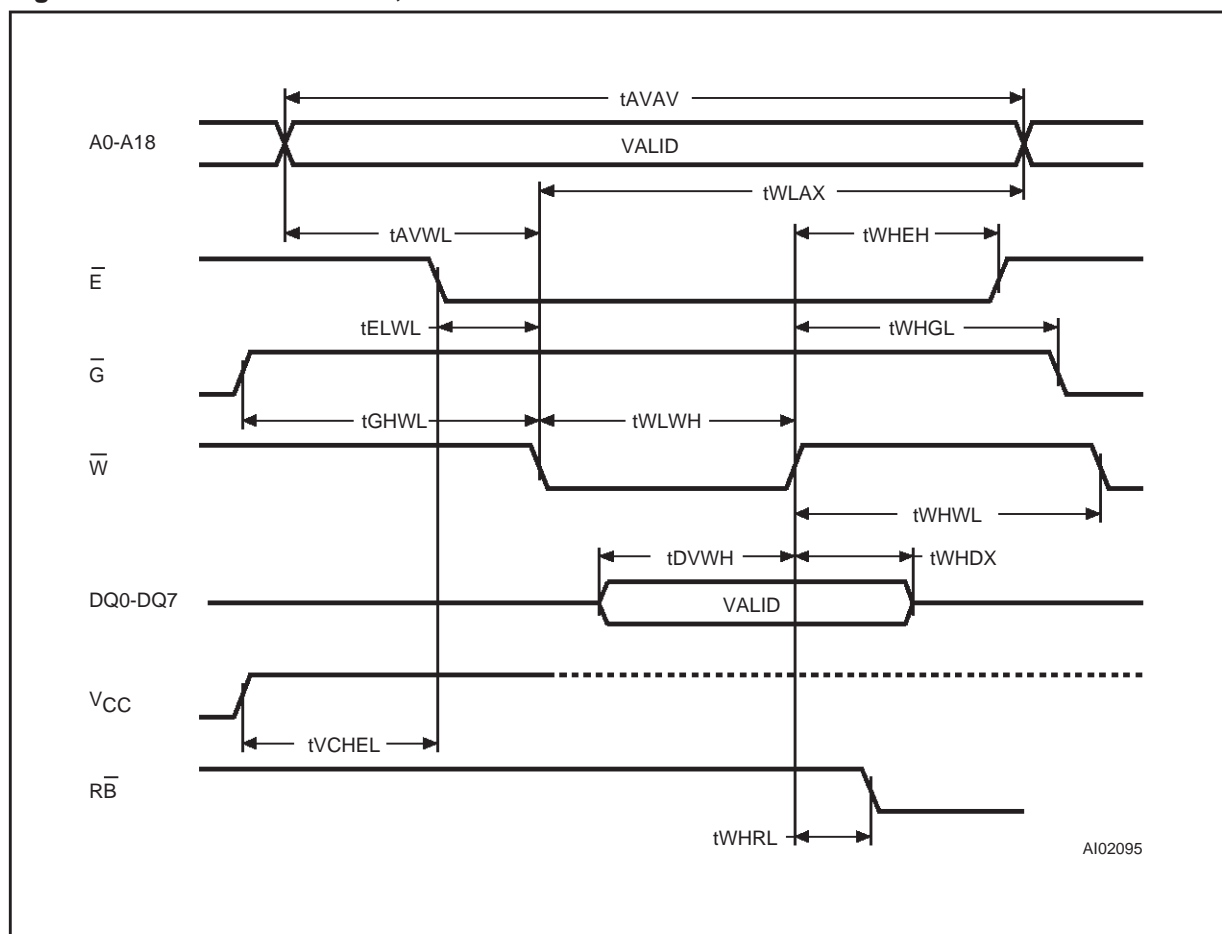 tAVAV
A0-A18
VALID
tWLAX
tAVWL
tWHEH
E̅
tELWL
tWHGL
G̅
tGHWL
tWLWH
W̅
tWHWL
tDVWH
tWHDX
DQ0-DQ7
VALID
VCC
tVCHEL
RB̅
tWHRL
AI02095